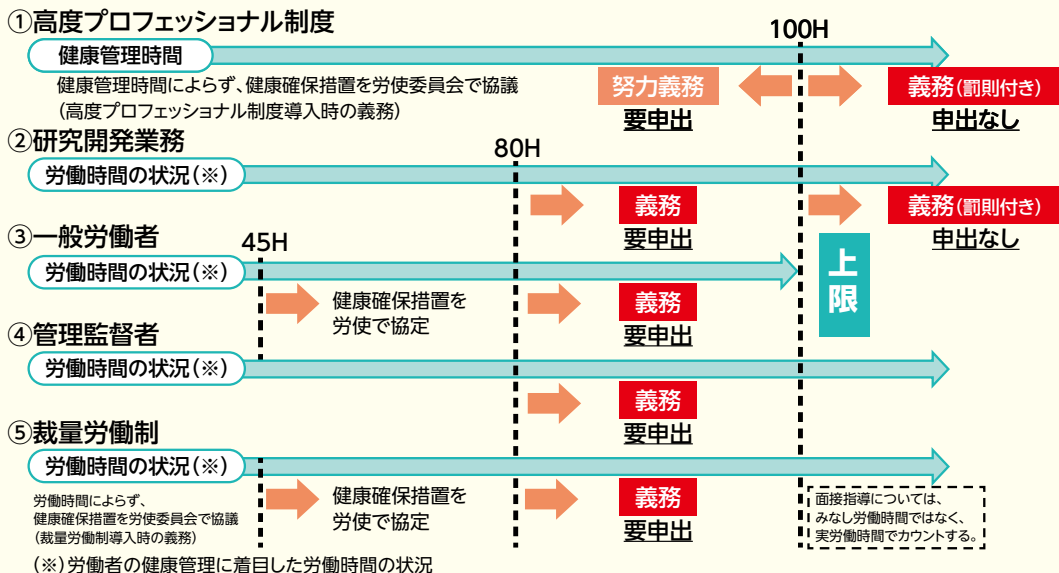 ①高度プロフェッショナル制度
100H
健康管理時間
健康管理時間によらず、健康確保措置を労使委員会で協議
(高度プロフェッショナル制度導入時の義務)
努力義務
要申出
義務(罰則付き)
申出なし
②研究開発業務
80H
労働時間の状況(※)
義務
要申出
義務(罰則付き)
申出なし
③一般労働者
45H
労働時間の状況(※)
健康確保措置を
労使で協定
義務
要申出
上限
④管理監督者
労働時間の状況(※)
義務
要申出
⑤裁量労働制
労働時間の状況(※)
労働時間によらず、
健康確保措置を労使委員会で協議
(裁量労働制導入時の義務)
健康確保措置を
労使で協定
義務
要申出
面接指導については、
みなし労働時間ではなく、
実労働時間でカウントする。
(※)労働者の健康管理に着目した労働時間の状況